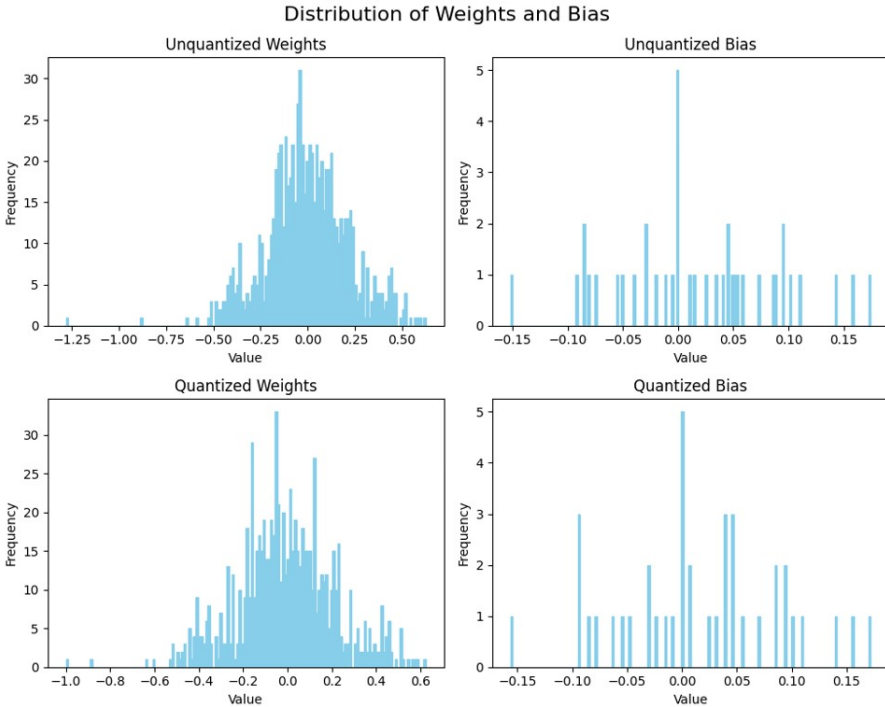 Distribution of Weights and Bias
Unquantized Weights
Frequency
30
25
20
15
10
5
0
−1.25 −1.00 −0.75 −0.50 −0.25 0.00 0.25 0.50
Value
Unquantized Bias
Frequency
5
4
3
2
1
0
−0.15 −0.10 −0.05 0.00 0.05 0.10 0.15
Value
Quantized Weights
Frequency
30
25
20
15
10
5
0
−1.0 −0.8 −0.6 −0.4 −0.2 0.0 0.2 0.4 0.6
Value
Quantized Bias
Frequency
5
4
3
2
1
0
−0.15 −0.10 −0.05 0.00 0.05 0.10 0.15
Value